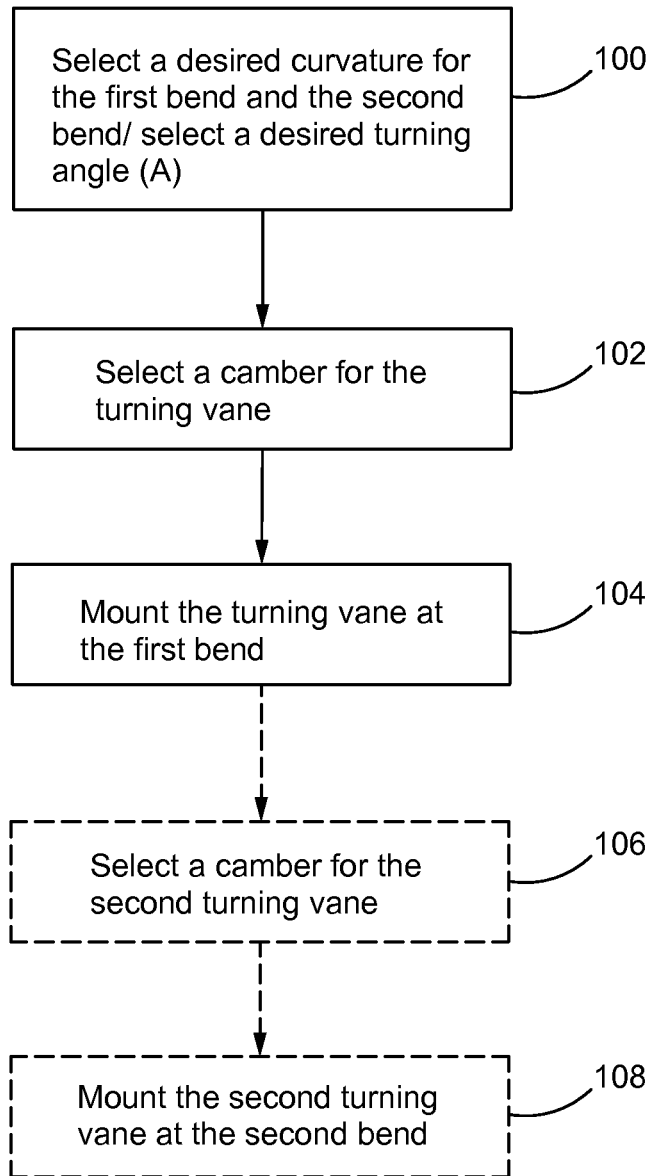 Select a desired curvature for
the first bend and the second
bend/ select a desired turning
angle (A)
100
Select a camber for the
turning vane
102
Mount the turning vane at
the first bend
104
Select a camber for the
second turning vane
106
Mount the second turning
vane at the second bend
108